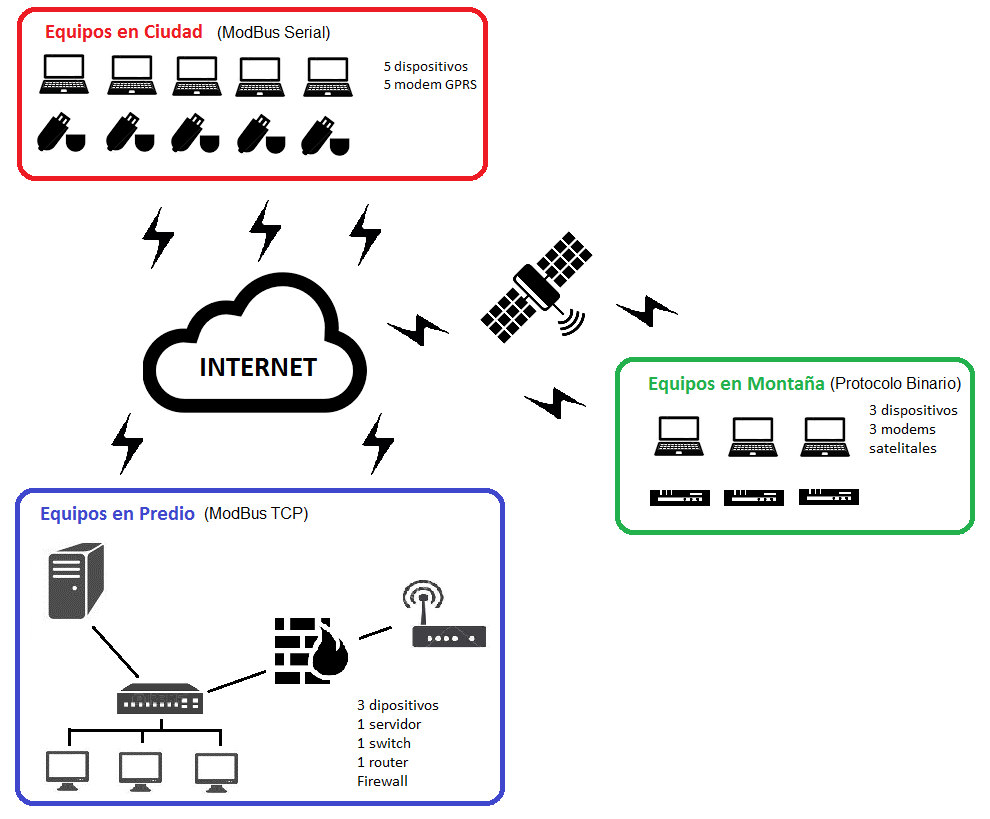 Equipos en Ciudad (ModBus Serial)
5 dispositivos
5 modem GPRS
INTERNET
Equipos en Montaña (Protocolo Binario)
3 dispositivos
3 modems
satelitales
Equipos en Predio (ModBus TCP)
3 dipositivos
1 servidor
1 switch
1 router
Firewall